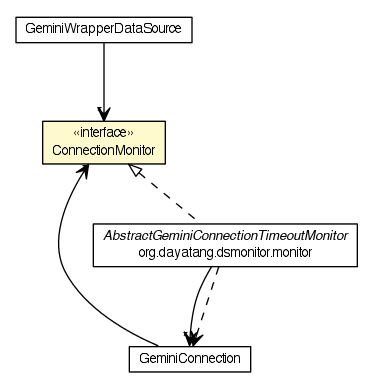 GeminiWrapperDataSource
«interface»
ConnectionMonitor
AbstractGeminiConnectionTimeoutMonitor
org.dayatang.dsmonitor.monitor
GeminiConnection